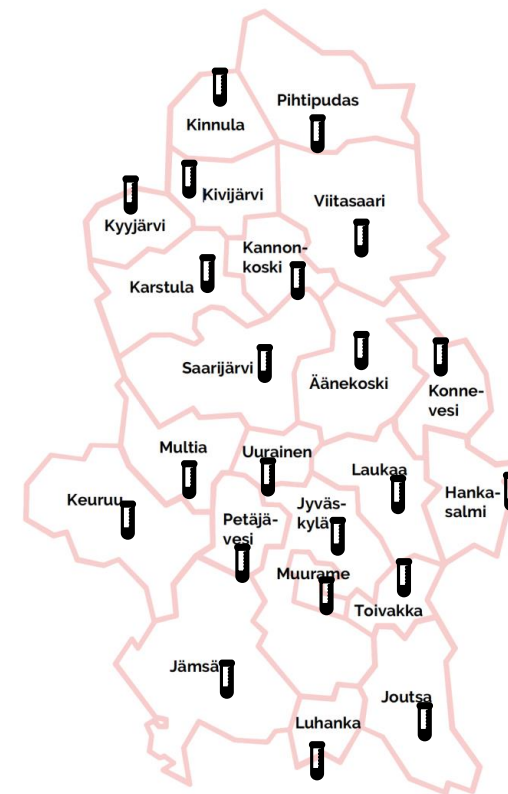 Pihtipudas
Kinnula
Kivijärvi
Viitasaari
Kyyjärvi
Kannon-
koski
Karstula
Saarijärvi
Äänekoski
Konne-
vesi
Multia
Uurainen
Laukaa
Keuruu
Hanka-
salmi
Petäjä-
vesi
Jyväs-
kylä
Muurame
Toivakka
Jämsä
Joutsa
Luhanka